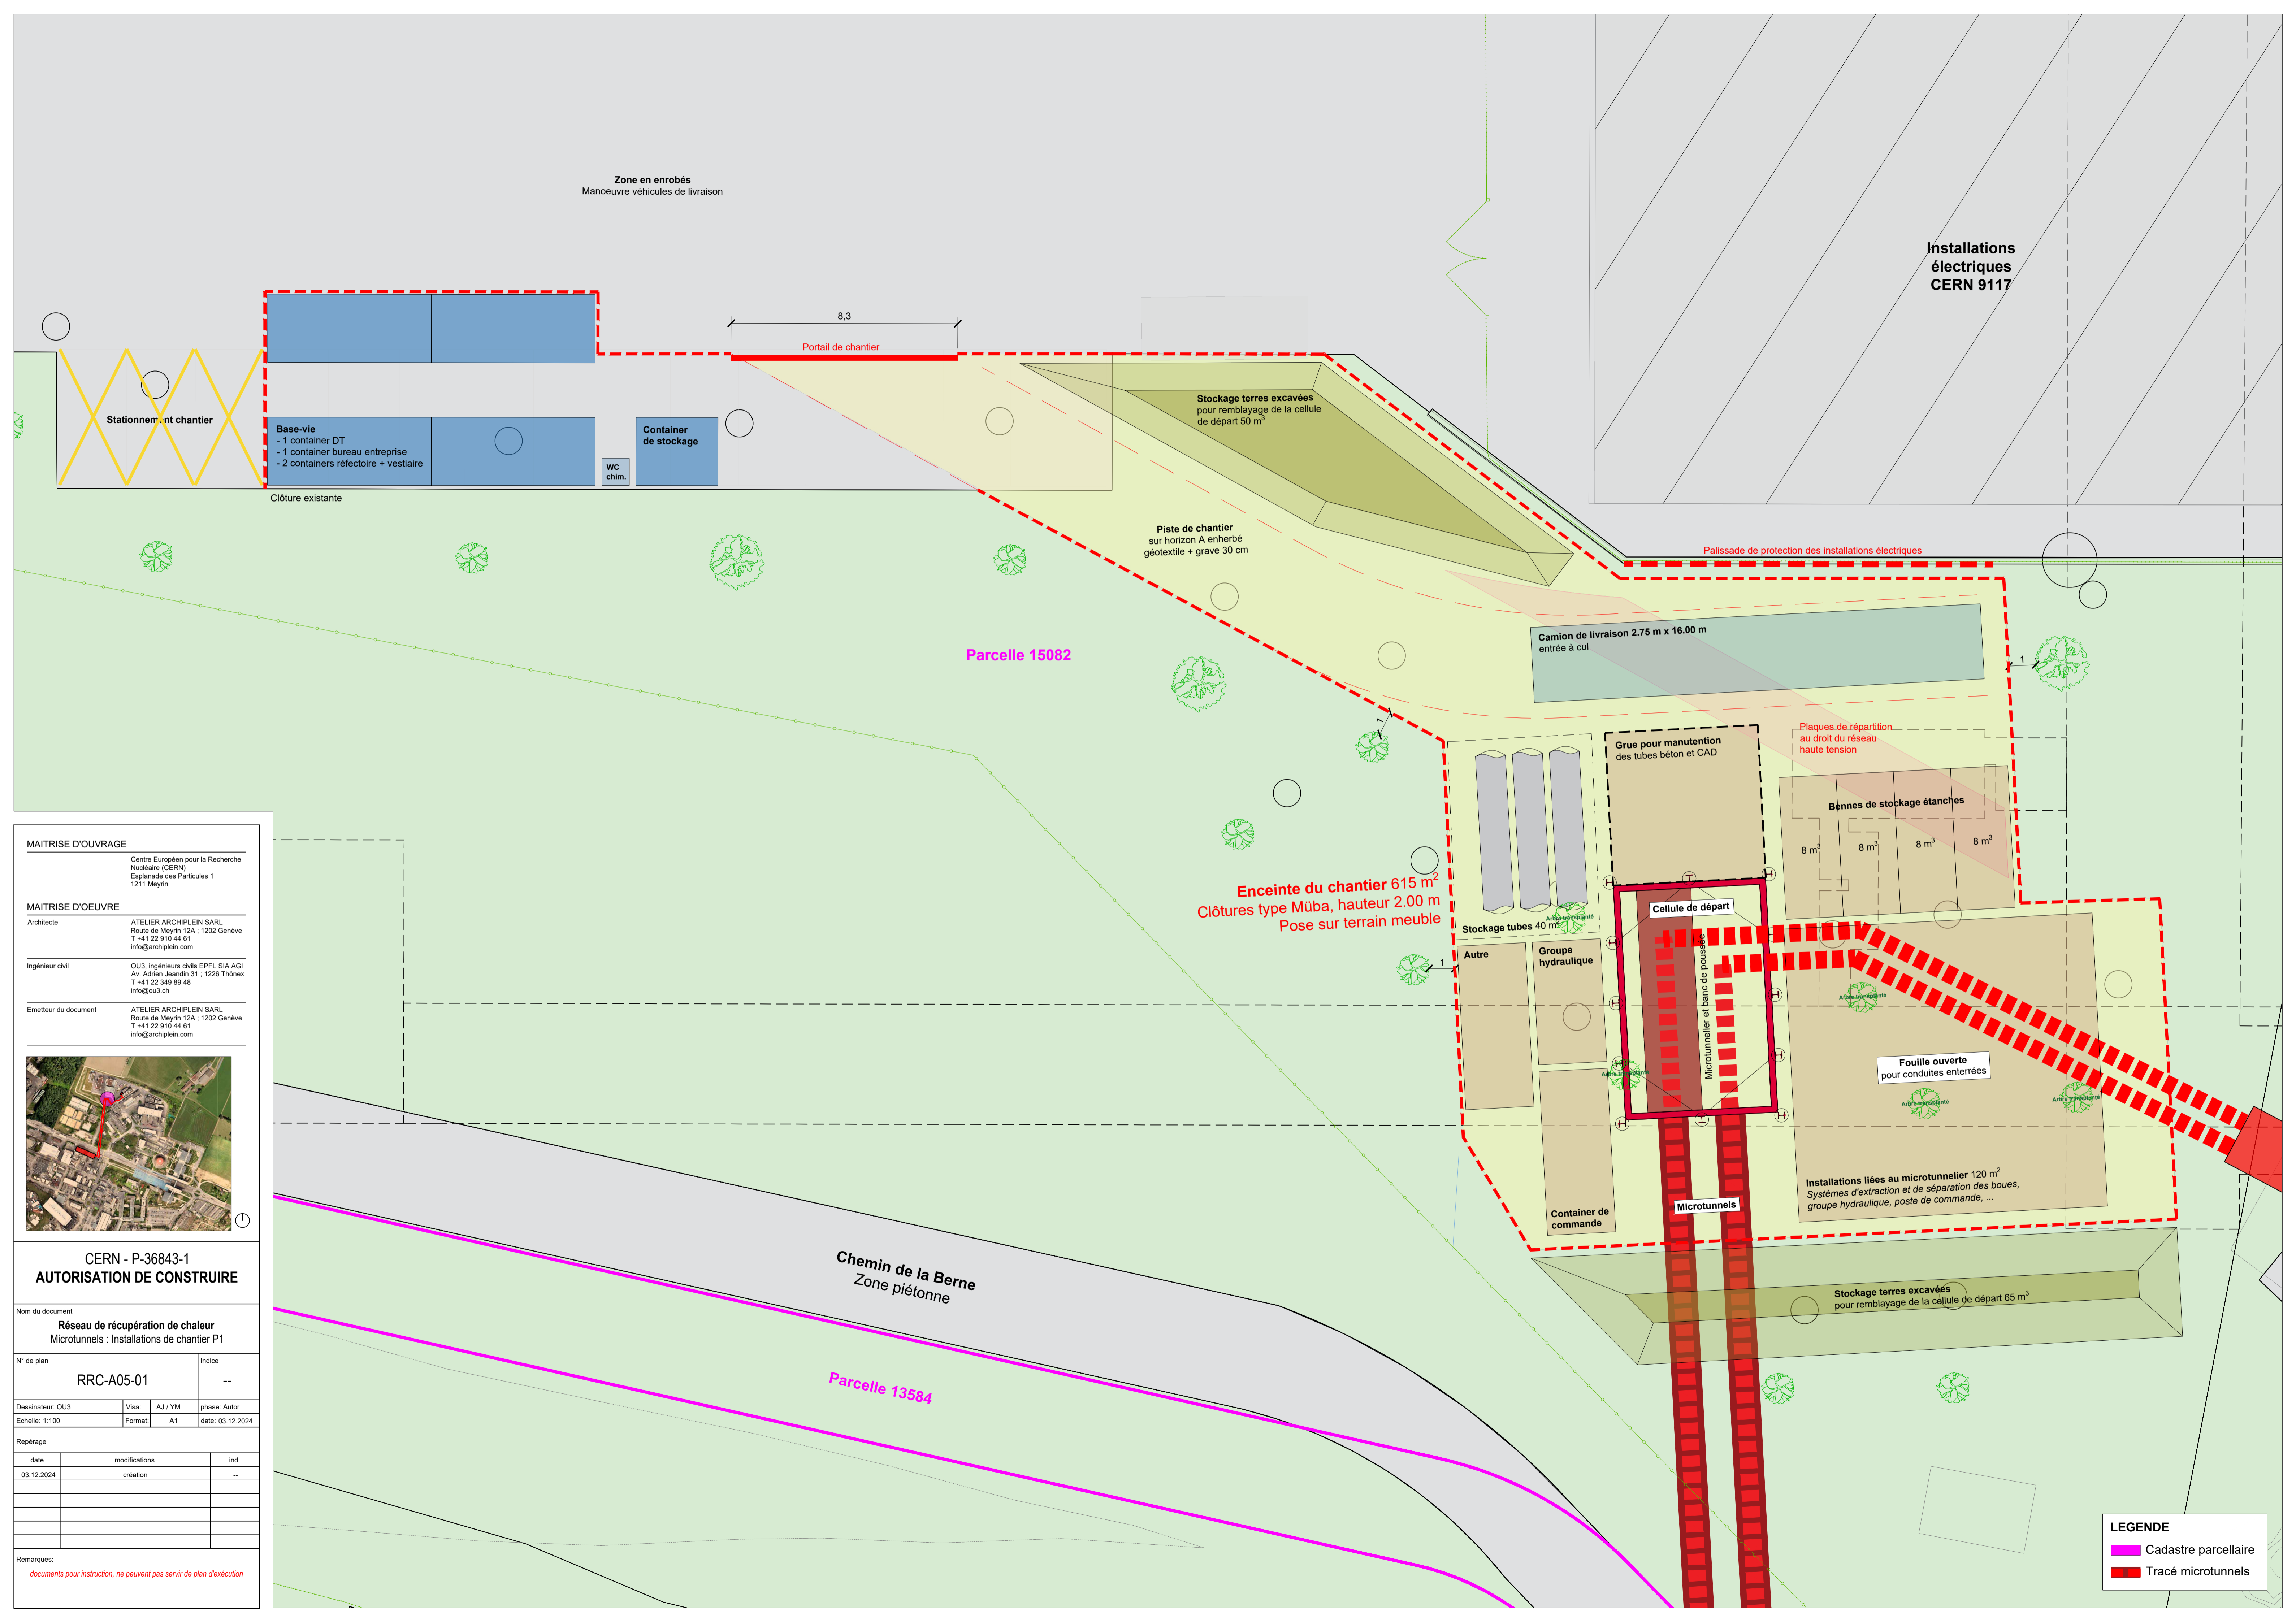 Zone en enrobés
Manoeuvre véhicules de livraison
Installations
électriques
CERN 9117
8,3
Portail de chantier
Stationnement chantier
Base-vie
- 1 container DT
- 1 container bureau entreprise
- 2 containers réfectoire + vestiaire
WC
chim.
Container
de stockage
Clôture existante
Stockage terres excavées
pour remblayage de la cellule
de départ 50 m³
Piste de chantier
sur horizon A enherbé
géotextile + grave 30 cm
Palissade de protection des installations électriques
Camion de livraison 2.75 m x 16.00 m
entrée à cul
1
Parcelle 15082
1
Plaques de répartition
au droit du réseau
haute tension
Grue pour manutention
des tubes béton et CAD
Bennes de stockage étanches
8 m³
8 m³
8 m³
8 m³
Enceinte du chantier 615 m²
Clôtures type Müba, hauteur 2.00 m
Pose sur terrain meuble
Cellule de départ
Arbre transplanté
Stockage tubes 40 m²
Autre
Groupe
hydraulique
1
Microtunnelier et banc de poussée
Arbre transplanté
Arbre transplanté
Fouille ouverte
pour conduites enterrées
Arbre transplanté
Arbre transplanté
Installations liées au microtunnelier 120 m²
Systèmes d'extraction et de séparation des boues,
groupe hydraulique, poste de commande, ...
Container de
commande
Microtunnels
Stockage terres excavées
pour remblayage de la cellule de départ 65 m³
Chemin de la Berne
Zone piétonne
Parcelle 13584
LEGENDE
Cadastre parcellaire
Tracé microtunnels
MAITRISE D'OUVRAGE
Centre Européen pour la Recherche
Nucléaire (CERN)
Esplanade des Particules 1
1211 Meyrin
MAITRISE D'OEUVRE
Architecte
ATELIER ARCHIPLEIN SARL
Route de Meyrin 12A ; 1202 Genève
T +41 22 910 44 61
info@archiplein.com
Ingénieur civil
OU3, ingénieurs civils EPFL SIA AGI
Av. Adrien Jeandin 31 ; 1226 Thônex
T +41 22 349 89 48
info@ou3.ch
Emetteur du document
ATELIER ARCHIPLEIN SARL
Route de Meyrin 12A ; 1202 Genève
T +41 22 910 44 61
info@archiplein.com
CERN - P-36843-1
AUTORISATION DE CONSTRUIRE
Nom du document
Réseau de récupération de chaleur
Microtunnels : Installations de chantier P1
N° de plan
Indice
RRC-A05-01
--
Dessinateur: OU3
Visa:
AJ / YM
phase: Autor
Echelle: 1:100
Format:
A1
date: 03.12.2024
Repérage
date
modifications
ind
03.12.2024
création
--
Remarques:
documents pour instruction, ne peuvent pas servir de plan d'exécution